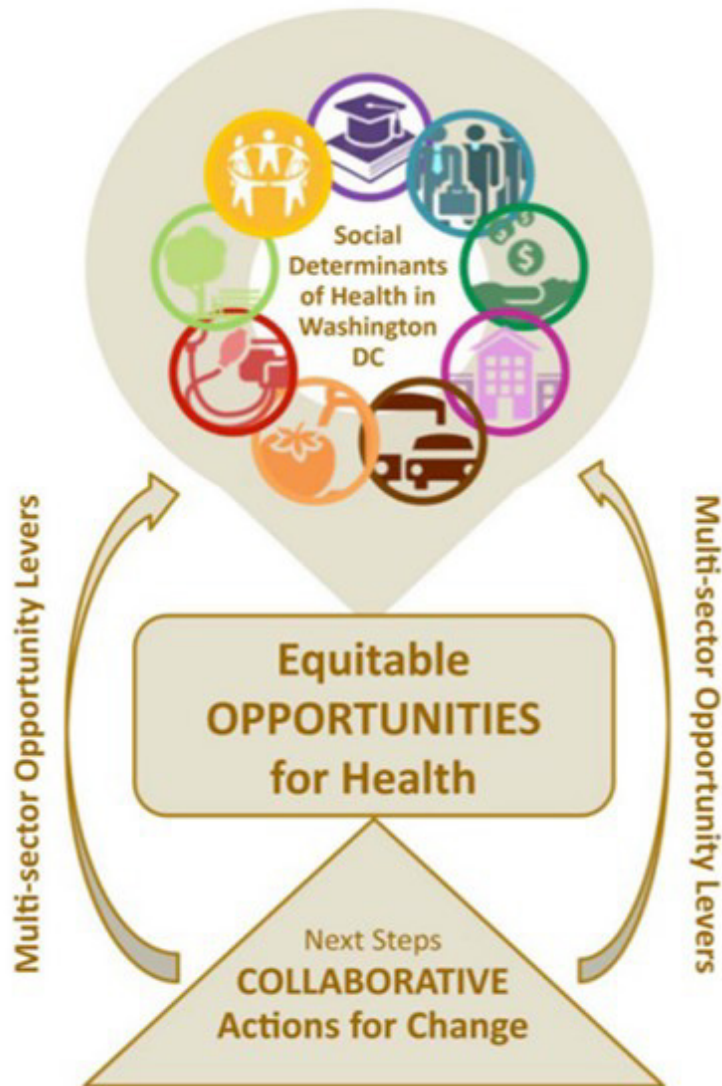 Social
Determinants
of Health in
Washington
DC
Multi-sector Opportunity Levers
Multi-sector Opportunity Levers
Equitable
OPPORTUNITIES
for Health
Next Steps
COLLABORATIVE
Actions for Change